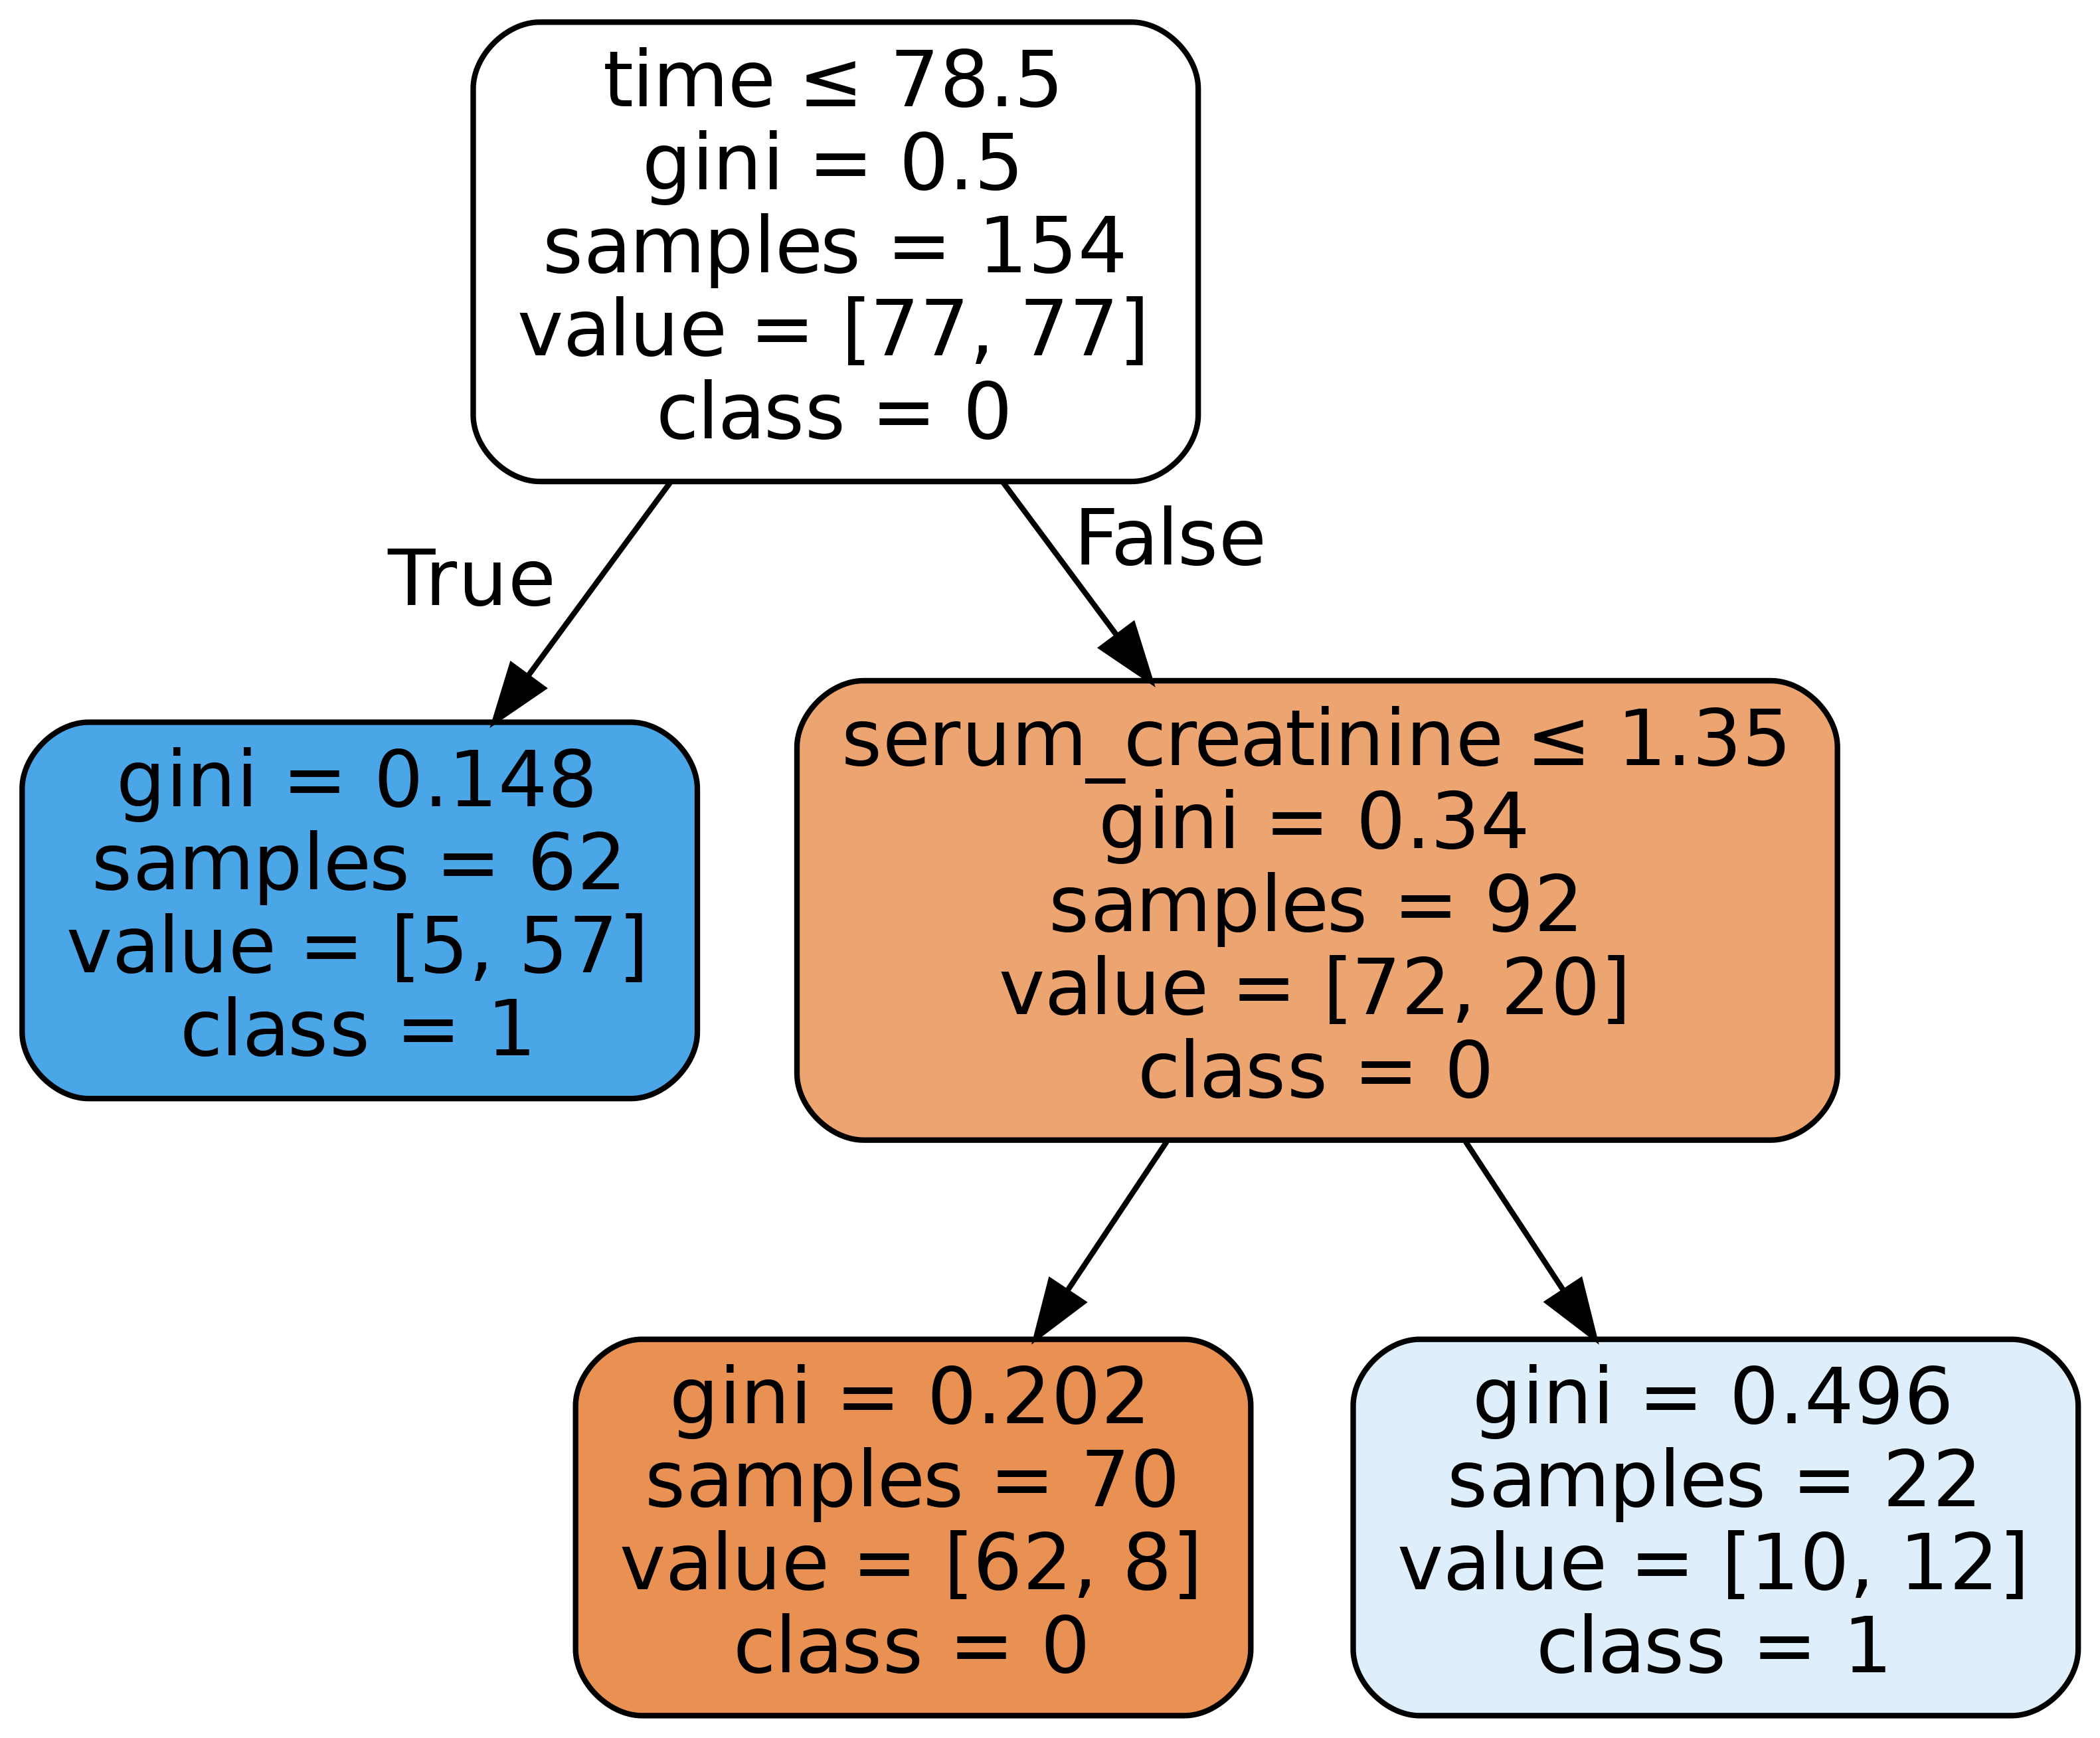 time ≤ 78.5
gini = 0.5
samples = 154
value = [77, 77]
class = 0
True
False
gini = 0.148
samples = 62
value = [5, 57]
class = 1
serum_creatinine ≤ 1.35
gini = 0.34
samples = 92
value = [72, 20]
class = 0
gini = 0.202
samples = 70
value = [62, 8]
class = 0
gini = 0.496
samples = 22
value = [10, 12]
class = 1